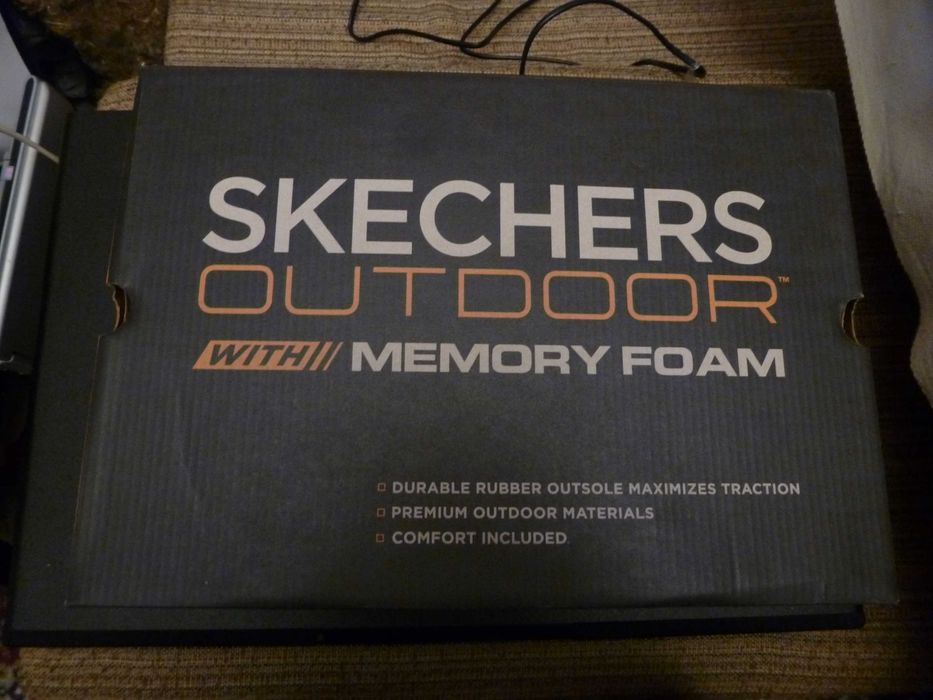 SKECHERS
OUTDOOR™
WITH/// MEMORY FOAM
DURABLE RUBBER OUTSOLE MAXIMIZES TRACTION
PREMIUM OUTDOOR MATERIALS
COMFORT INCLUDED